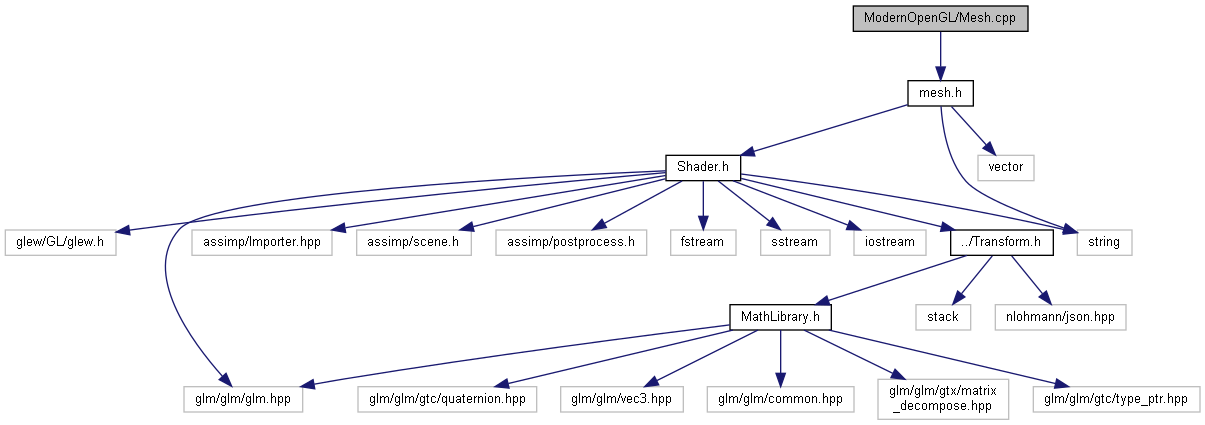 ModernOpenGL/Mesh.cpp
mesh.h
Shader.h
vector
glew/GL/glew.h
assimp/Importer.hpp
assimp/scene.h
assimp/postprocess.h
fstream
sstream
iostream
../Transform.h
string
MathLibrary.h
stack
nlohmann/json.hpp
glm/glm/glm.hpp
glm/glm/gtc/quaternion.hpp
glm/glm/vec3.hpp
glm/glm/common.hpp
glm/glm/gtx/matrix
_decompose.hpp
glm/glm/gtc/type_ptr.hpp